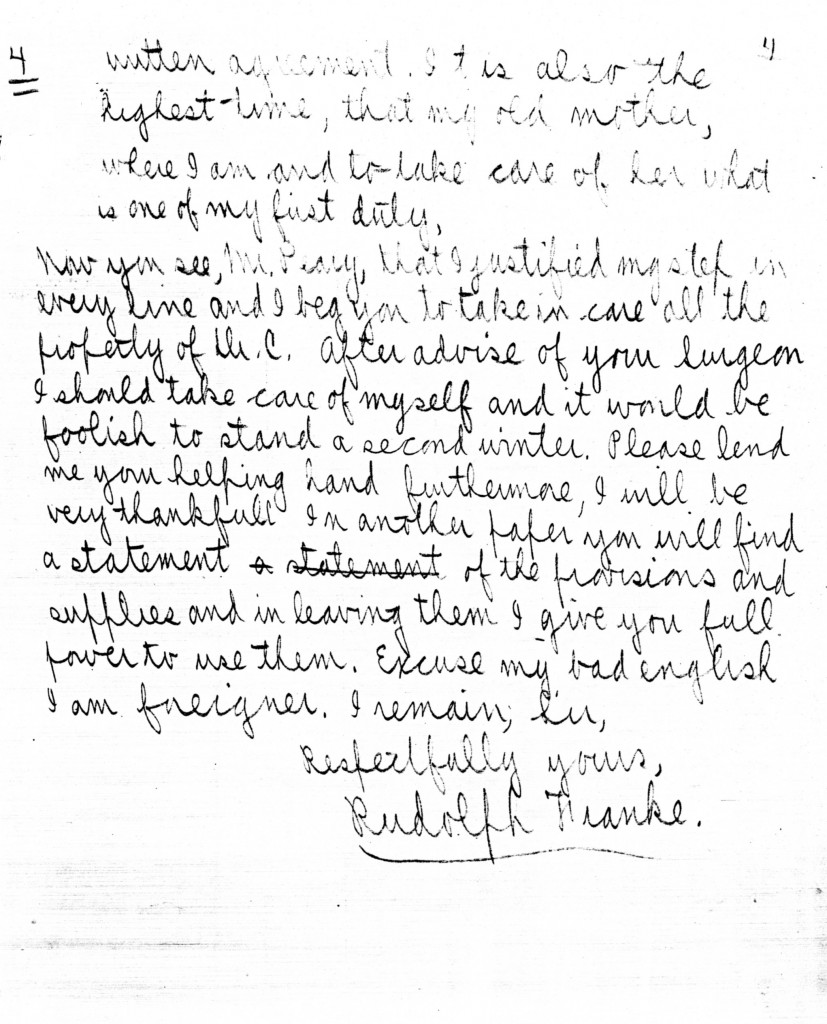 4 4
written agreement. It is also the
highest-time, that my old mother,
where I am and to take care of her what
is one of my first duty,
Now you see, Mr. Peary, that I justified my step in
every line and I beg you to take in care all the
property of Dr. C. After advise of your surgeon
I should take care of myself and it would be
foolish to stand a second winter. Please lend
me your helping hand furthermore, I will be
very thankfull In another paper you will find
a statement a statement of the provisions and
supplies and in leaving them I give you full
power to use them. Excuse my bad english
I am foreigner. I remain, Sir,
Respectfully yours,
Rudolph Franke.